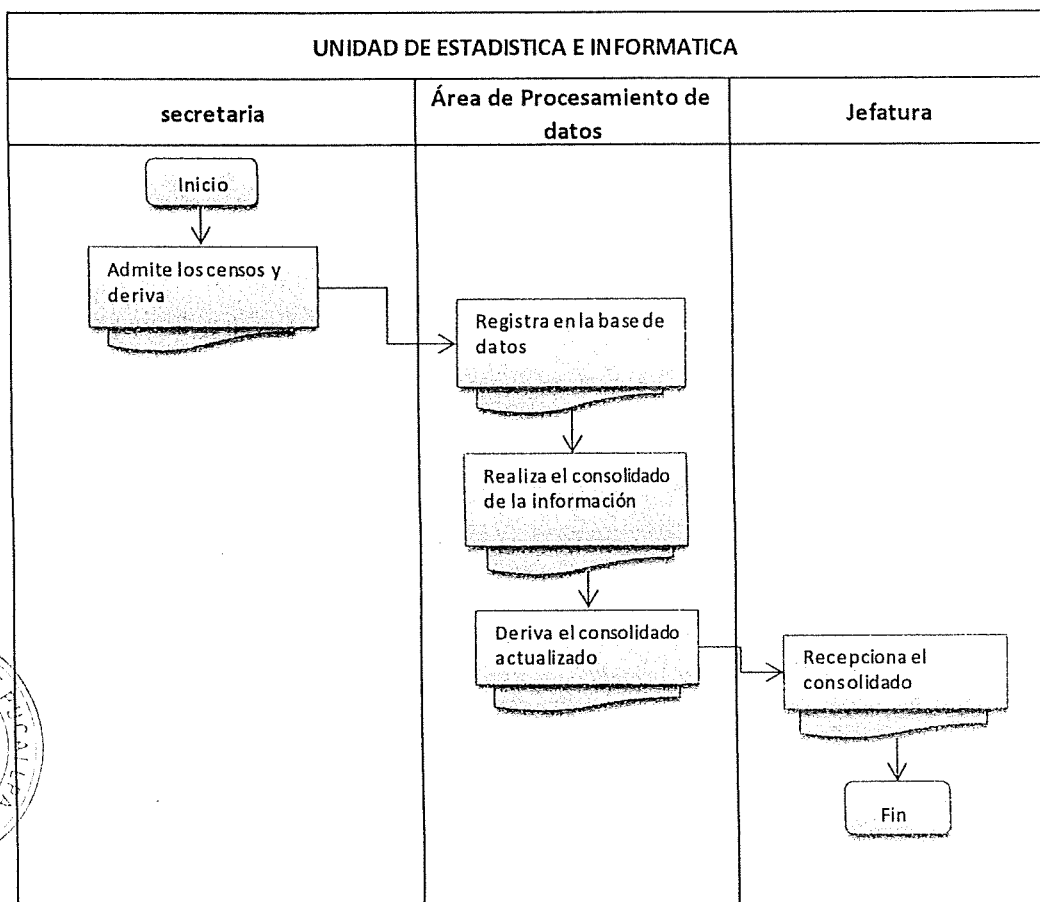 UNIDAD DE ESTADISTICA E INFORMATICA
secretaria
Área de Procesamiento de
datos
Jefatura
Inicio
Admite los censos y
deriva
Registra en la base de
datos
Realiza el consolidado
de la información
Deriva el consolidado
actualizado
Recepciona el
consolidado
Fin